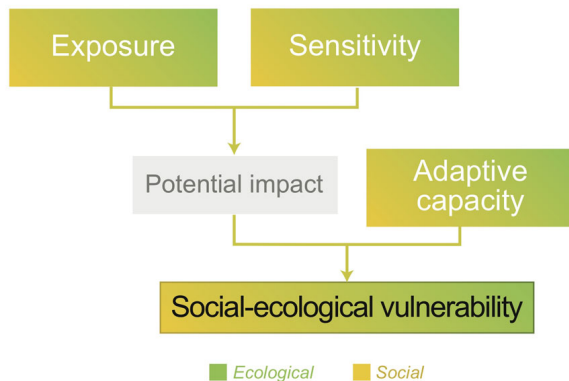 Exposure
Sensitivity
Potential impact
Adaptive
capacity
Social-ecological vulnerability
Ecological
Social